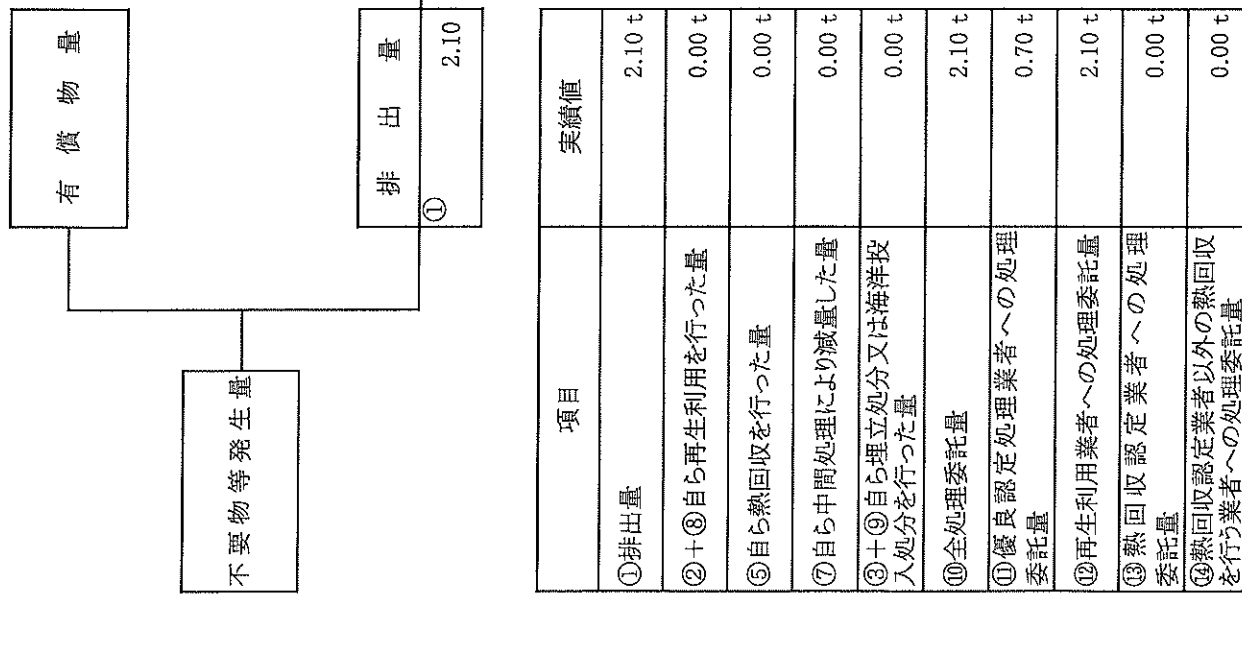 有償物量
不要物等発生量
排出量
①
2.10
項目
実績値
①排出量
2.10 t
②+⑧自ら再生利用を行った量
0.00 t
⑤自ら熱回収を行った量
0.00 t
⑦自ら中間処理により減量した量
0.00 t
③+⑨自ら埋立処分又は海洋投
入処分を行った量
0.00 t
⑩全処理委託量
2.10 t
⑪優良認定処理業者への処理
委託量
0.70 t
⑫再生利用業者への処理委託量
2.10 t
⑬熱回収認定業者への処理
委託量
0.00 t
⑭熱回収認定業者以外の熱回収
を行う業者への処理委託量
0.00 t